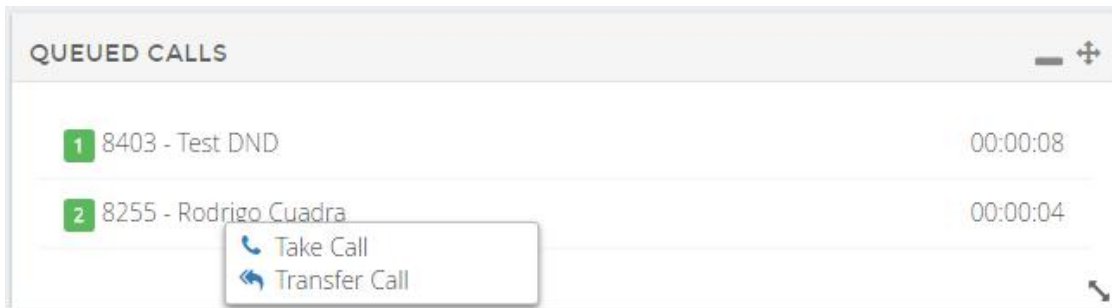 QUEUED CALLS
1 8403 - Test DND 00:00:08
2 8255 - Rodrigo Cuadra 00:00:04
Take Call
Transfer Call